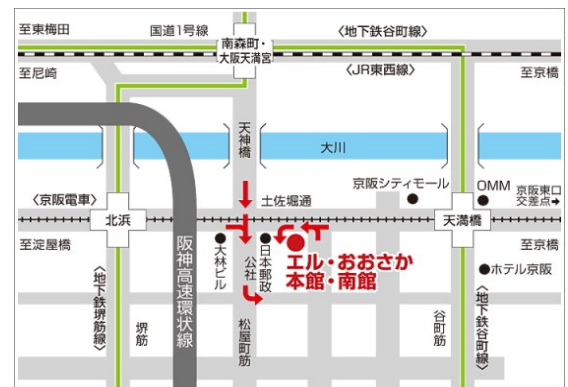 至東梅田
国道1号線
南森町・
大阪天満宮
〈地下鉄谷町線〉
至尼崎
〈JR東西線〉
至京橋
天神橋
大川
京阪シティモール
OMM
京阪東口
交差点➡
〈京阪電車〉
土佐堀通
北浜
天満橋
至淀屋橋
至京橋
阪神高速環状線
大林ビル
公社
日本郵政
エル・おおさか
本館・南館
ホテル京阪
〈地下鉄堺筋線〉
堺筋
松屋町筋
谷町筋
〈地下鉄谷町線〉